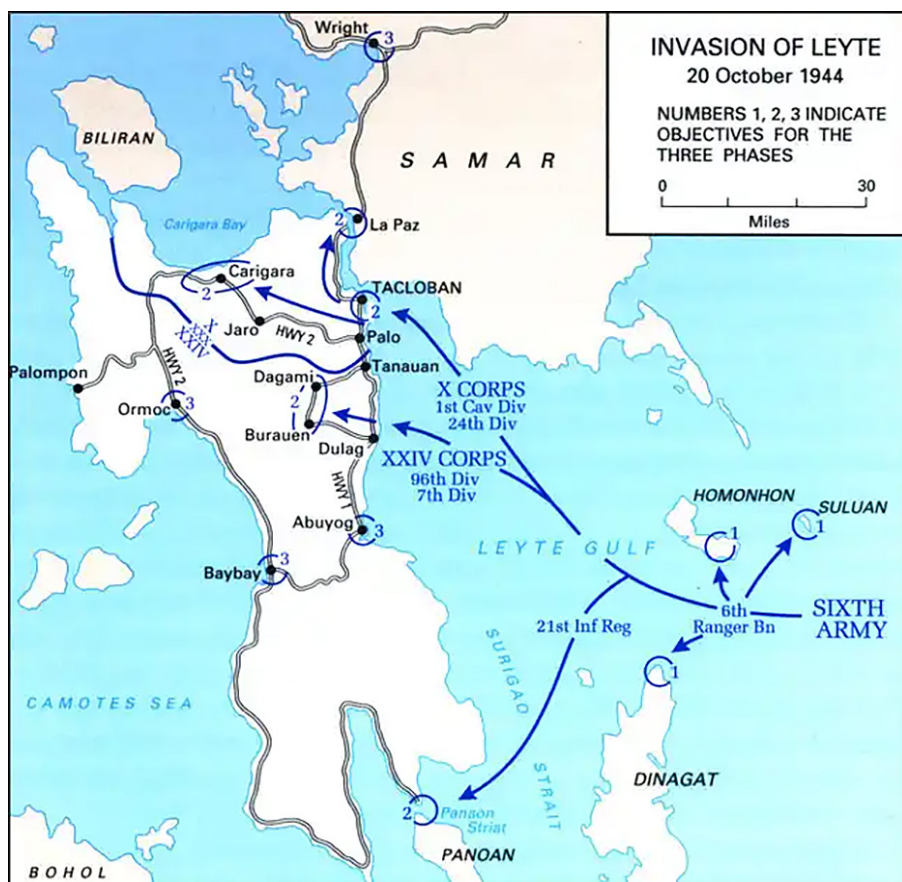 INVASION OF LEYTE
20 October 1944
NUMBERS 1, 2, 3 INDICATE
OBJECTIVES FOR THE
THREE PHASES
0 30
Miles
Wright
3
BILIRAN
SAMAR
Carigara Bay
2
La Paz
Carigara
2
TACLOBAN
2
Jaro
HWY 2
Palo
X
XXX
XXIV
HWY 2
Tanauan
Palompon
Dagami
X CORPS
1st Cav Div
24th Div
Ormoc
3
2
Burauen
Dulag
XXIV CORPS
96th Div
7th Div
HWY 1
HOMONHON
SULUAN
1
1
Abuyog
3
LEYTE GULF
Baybay
3
6th
Ranger Bn
SIXTH
ARMY
21st Inf Reg
SURIGAO
STRAIT
1
CAMOTES SEA
DINAGAT
2
Panaon
Striat
PANOAN
BOHOL